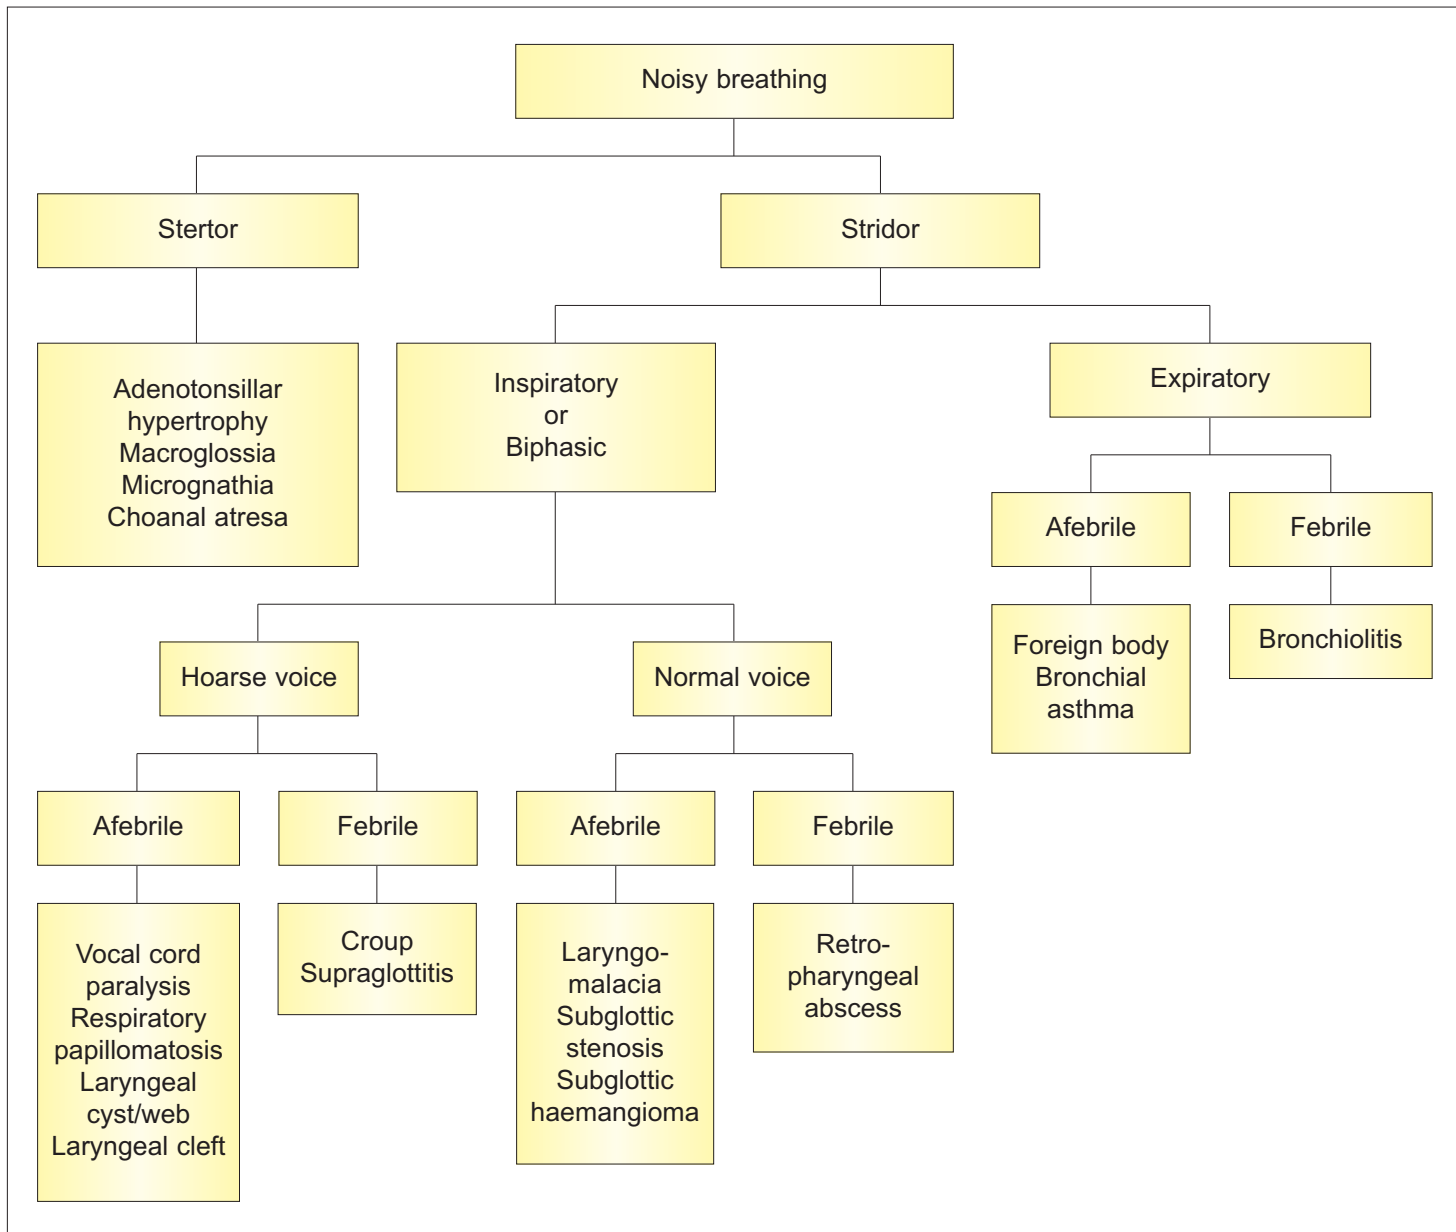 Noisy breathing
Stertor
Stridor
Adenotonsillar
hypertrophy
Macroglossia
Micrognathia
Choanal atresa
Inspiratory
or
Biphasic
Expiratory
Afebrile
Febrile
Foreign body
Bronchial
asthma
Bronchiolitis
Hoarse voice
Normal voice
Afebrile
Febrile
Afebrile
Febrile
Vocal cord
paralysis
Respiratory
papillomatosis
Laryngeal
cyst/web
Laryngeal cleft
Croup
Supraglottitis
Laryngo-
malacia
Subglottic
stenosis
Subglottic
haemangioma
Retro-
pharyngeal
abscess